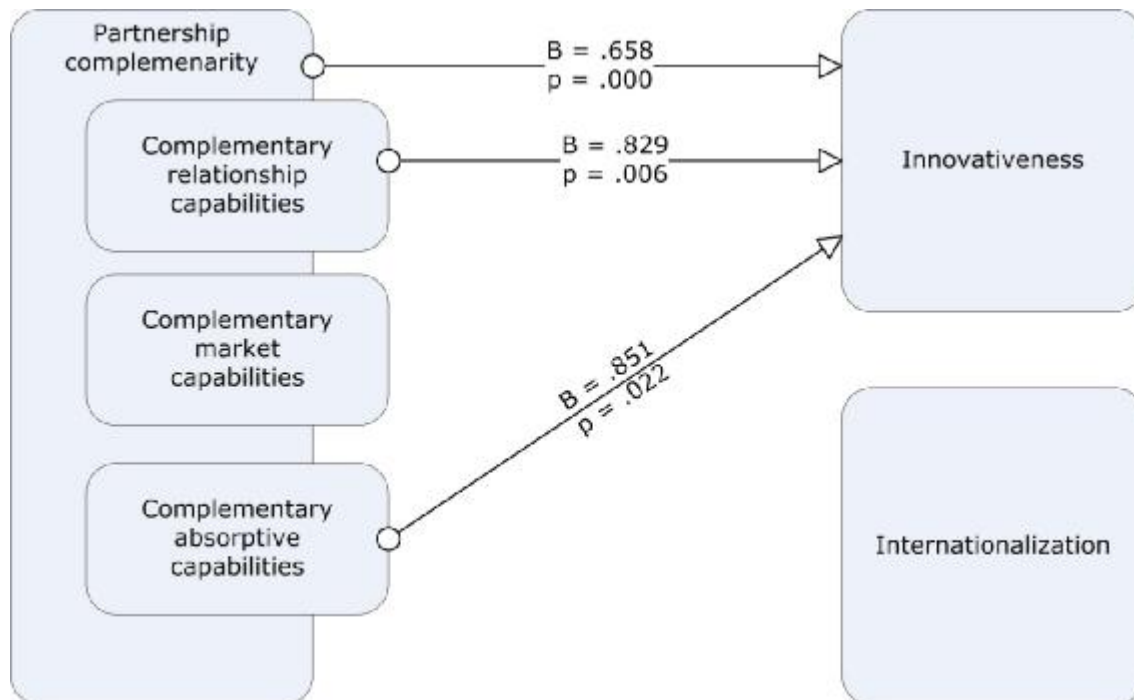 Partnership
complemenarity
B = .658
p = .000
Complementary
relationship
capabilities
B = .829
p = .006
Innovativeness
Complementary
market
capabilities
B = .851
p = .022
Complementary
absorptive
capabilities
Internationalization